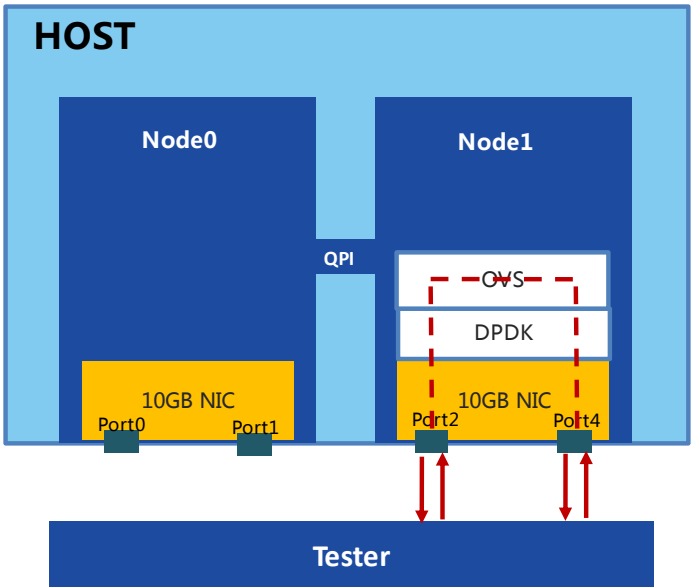 HOST
Node0
Node1
QPI
OVS
DPDK
10GB NIC
10GB NIC
Port0
Port1
Port2
Port4
Tester